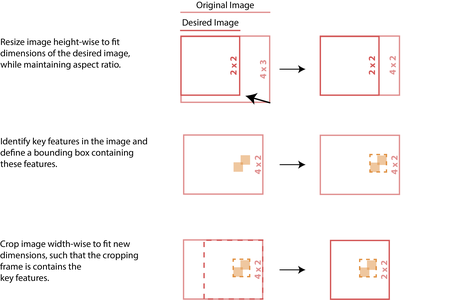 Original Image
Desired Image
Resize image height-wise to fit
dimensions of the desired image,
while maintaining aspect ratio.
2 x 2
4 x 3
2 x 2
4 x 2
Identify key features in the image and
define a bounding box containing
these features.
4 x 2
4 x 2
Crop image width-wise to fit new
dimensions, such that the cropping
frame is contains the
key features.
4 x 2
2 x 2